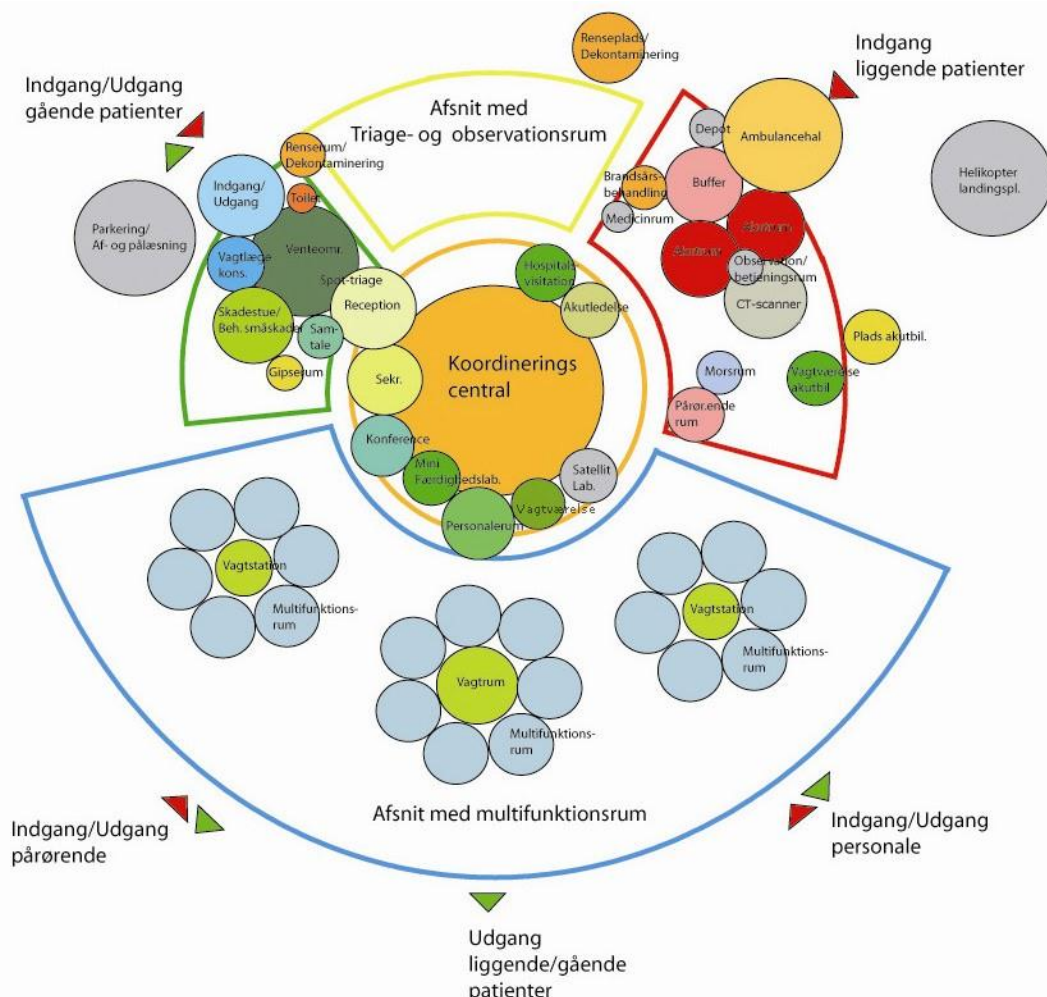 Renseplads/
Dekontaminering
Indgang
liggende patienter
Indgang/Udgang
gående patienter
Afsnit med
Triage- og observationsrum
Depot
Ambulancehal
Renserum/
Dekontaminering
Indgang/
Udgang
Toilet
Brandsårs-
behandling
Buffer
Helikopter
landingspl.
Medicinrum
Parkering/
Af- og pålæsning
Venteomr.
Akutrum
Akutrum
Vagtlæge
kons.
Hospitals-
visitation
Observation/
betjeningsrum
Spot-triage
Reception
CT-scanner
Skadestue/
Beh. småskader
Akutledelse
Sam-
tale
Plads akutbil.
Gipserum
Sekr.
Koordinerings
central
Morsrum
Vagtværelse
akutbil
Pårør.ende
rum
Konference
Mini
Færdighedslab.
Satellit
Lab.
Vagtværelse
Personalerum
Vagtstation
Multifunktions-
rum
Vagtstation
Multifunktions-
rum
Vagtrum
Multifunktions-
rum
Afsnit med multifunktionsrum
Indgang/Udgang
pårørende
Indgang/Udgang
personale
Udgang
liggende/gående
patienter